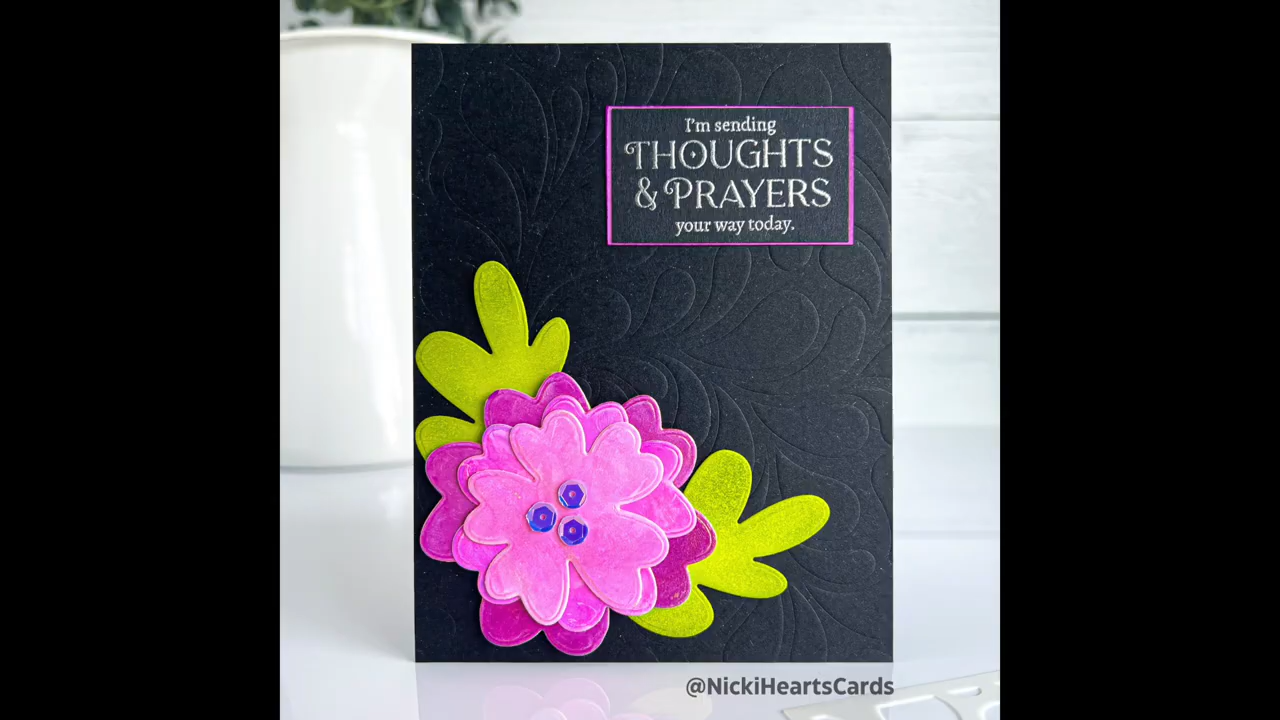 I'm sending
THOUGHTS
& PRAYERS
your way today.
@NickiHeartsCards